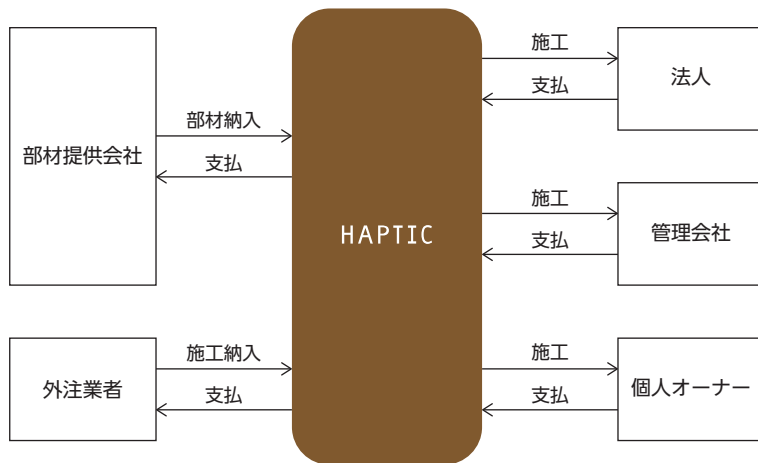 部材提供会社
部材納入
支払
外注業者
施工納入
支払
HAPTIC
施工
支払
法人
施工
支払
管理会社
施工
支払
個人オーナー